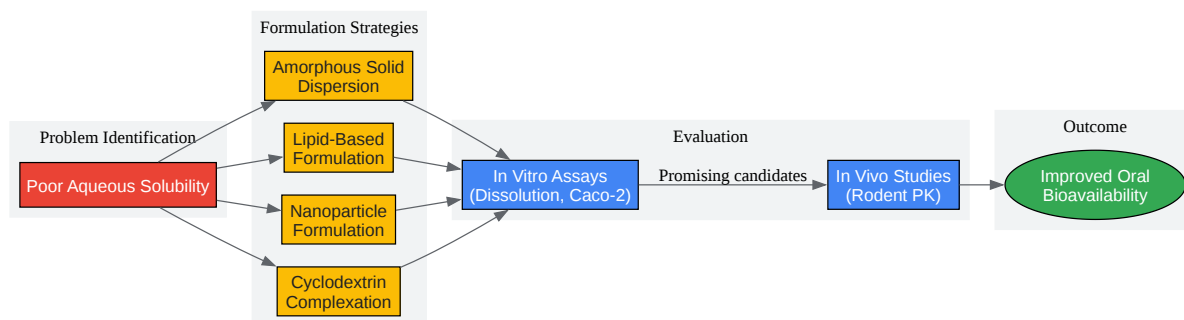 Problem Identification
Poor Aqueous Solubility
Formulation Strategies
Amorphous Solid
Dispersion
Lipid-Based
Formulation
Nanoparticle
Formulation
Cyclodextrin
Complexation
Evaluation
In Vitro Assays
(Dissolution, Caco-2)
Promising candidates
In Vivo Studies
(Rodent PK)
Outcome
Improved Oral
Bioavailability